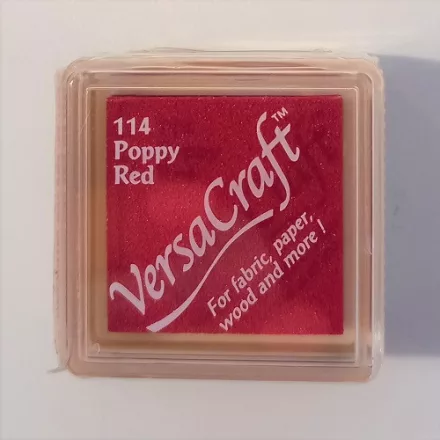 114
Poppy
Red
VersaCraft™
For fabric, paper,
wood and more !